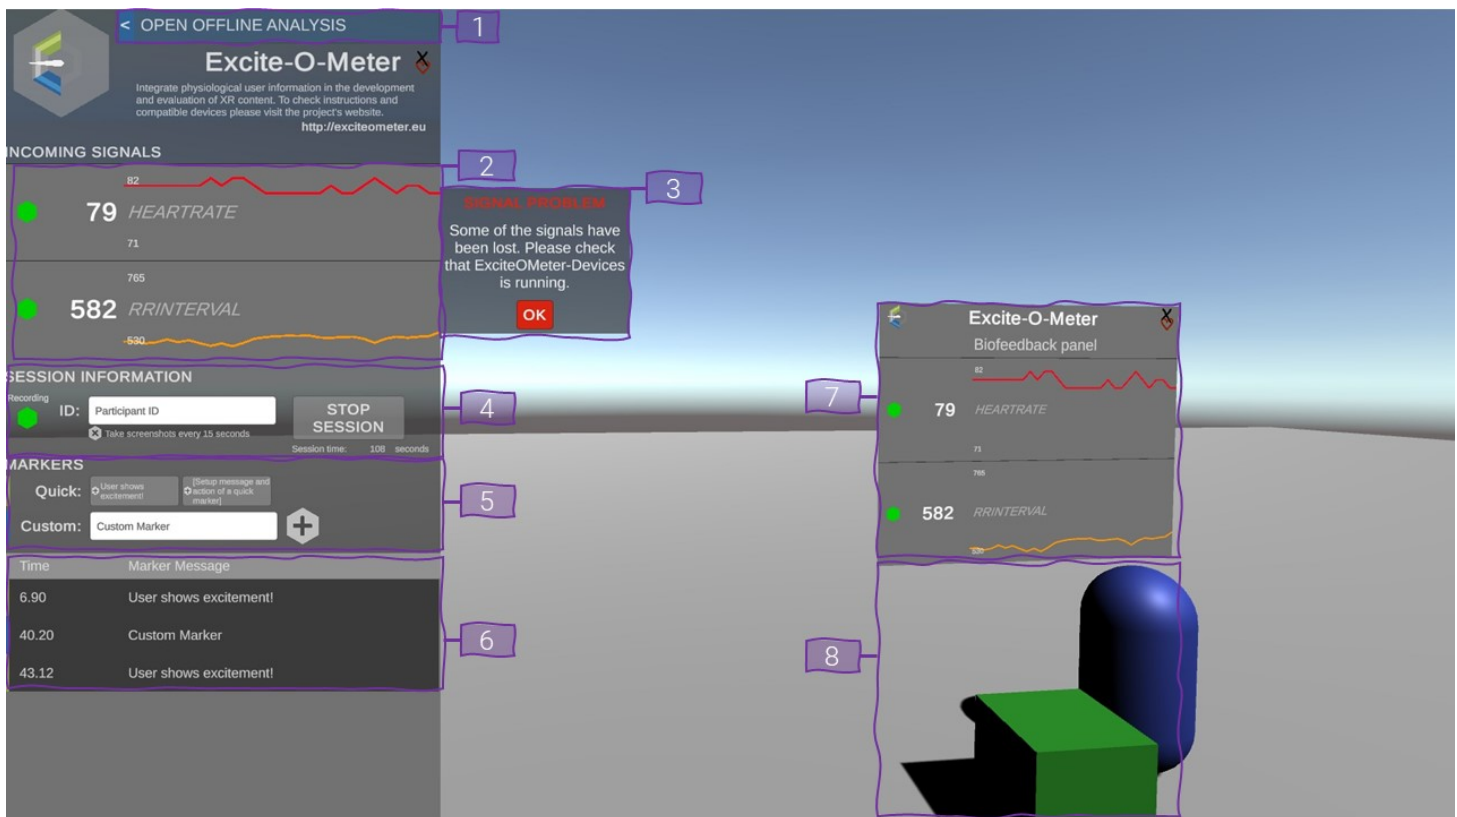 < OPEN OFFLINE ANALYSIS
1
Excite-O-Meter
Integrate physiological user information in the development
and evaluation of XR content. To check instructions and
compatible devices please visit the project's website.
http://exciteometer.eu
INCOMING SIGNALS
2
82
79 HEARTRATE
71
765
582 RRINTERVAL
530
3
SIGNAL PROBLEM
Some of the signals have
been lost. Please check
that ExciteOMeter-Devices
is running.
OK
SESSION INFORMATION
Recording
ID: Participant ID
Take screenshots every 15 seconds
STOP
SESSION
Session time: 108 seconds
4
MARKERS
Quick: User shows
excitement!
[Setup message and
action of a quick
marker]
Custom: Custom Marker
+
5
Time Marker Message
6.90 User shows excitement!
40.20 Custom Marker
43.12 User shows excitement!
6
Excite-O-Meter
Biofeedback panel
82
79 HEARTRATE
71
765
582 RRINTERVAL
530
7
8